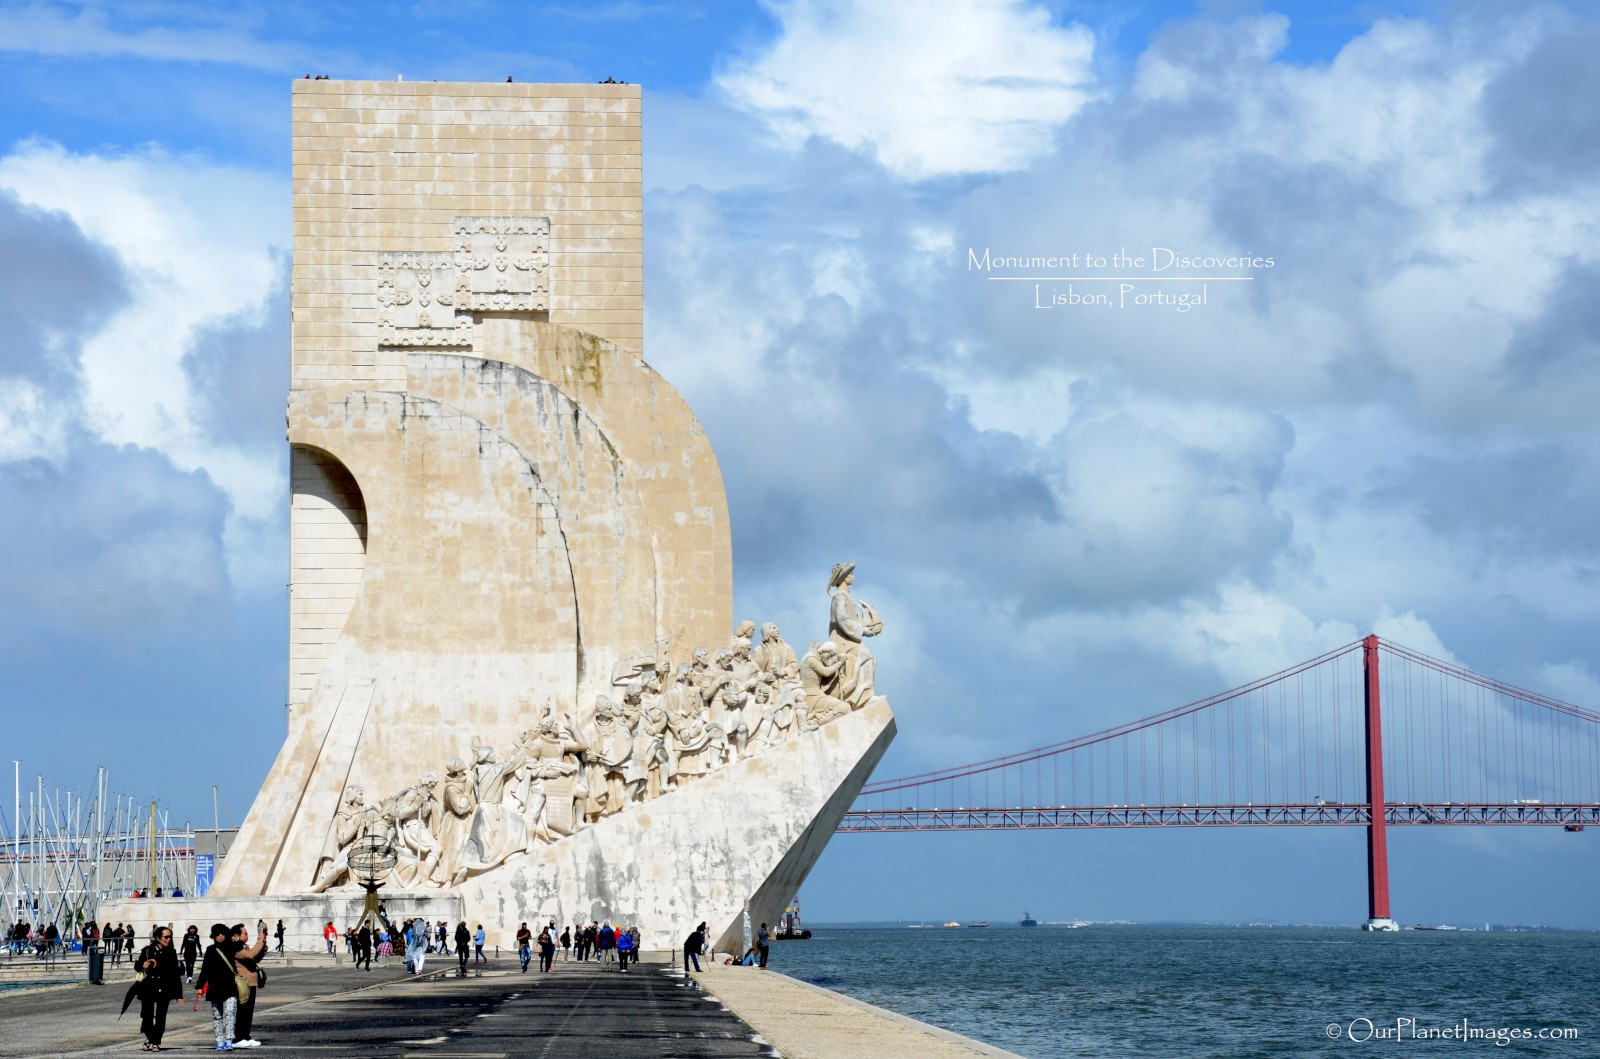 Monument to the Discoveries
Lisbon, Portugal
© OurPlanetImages.com